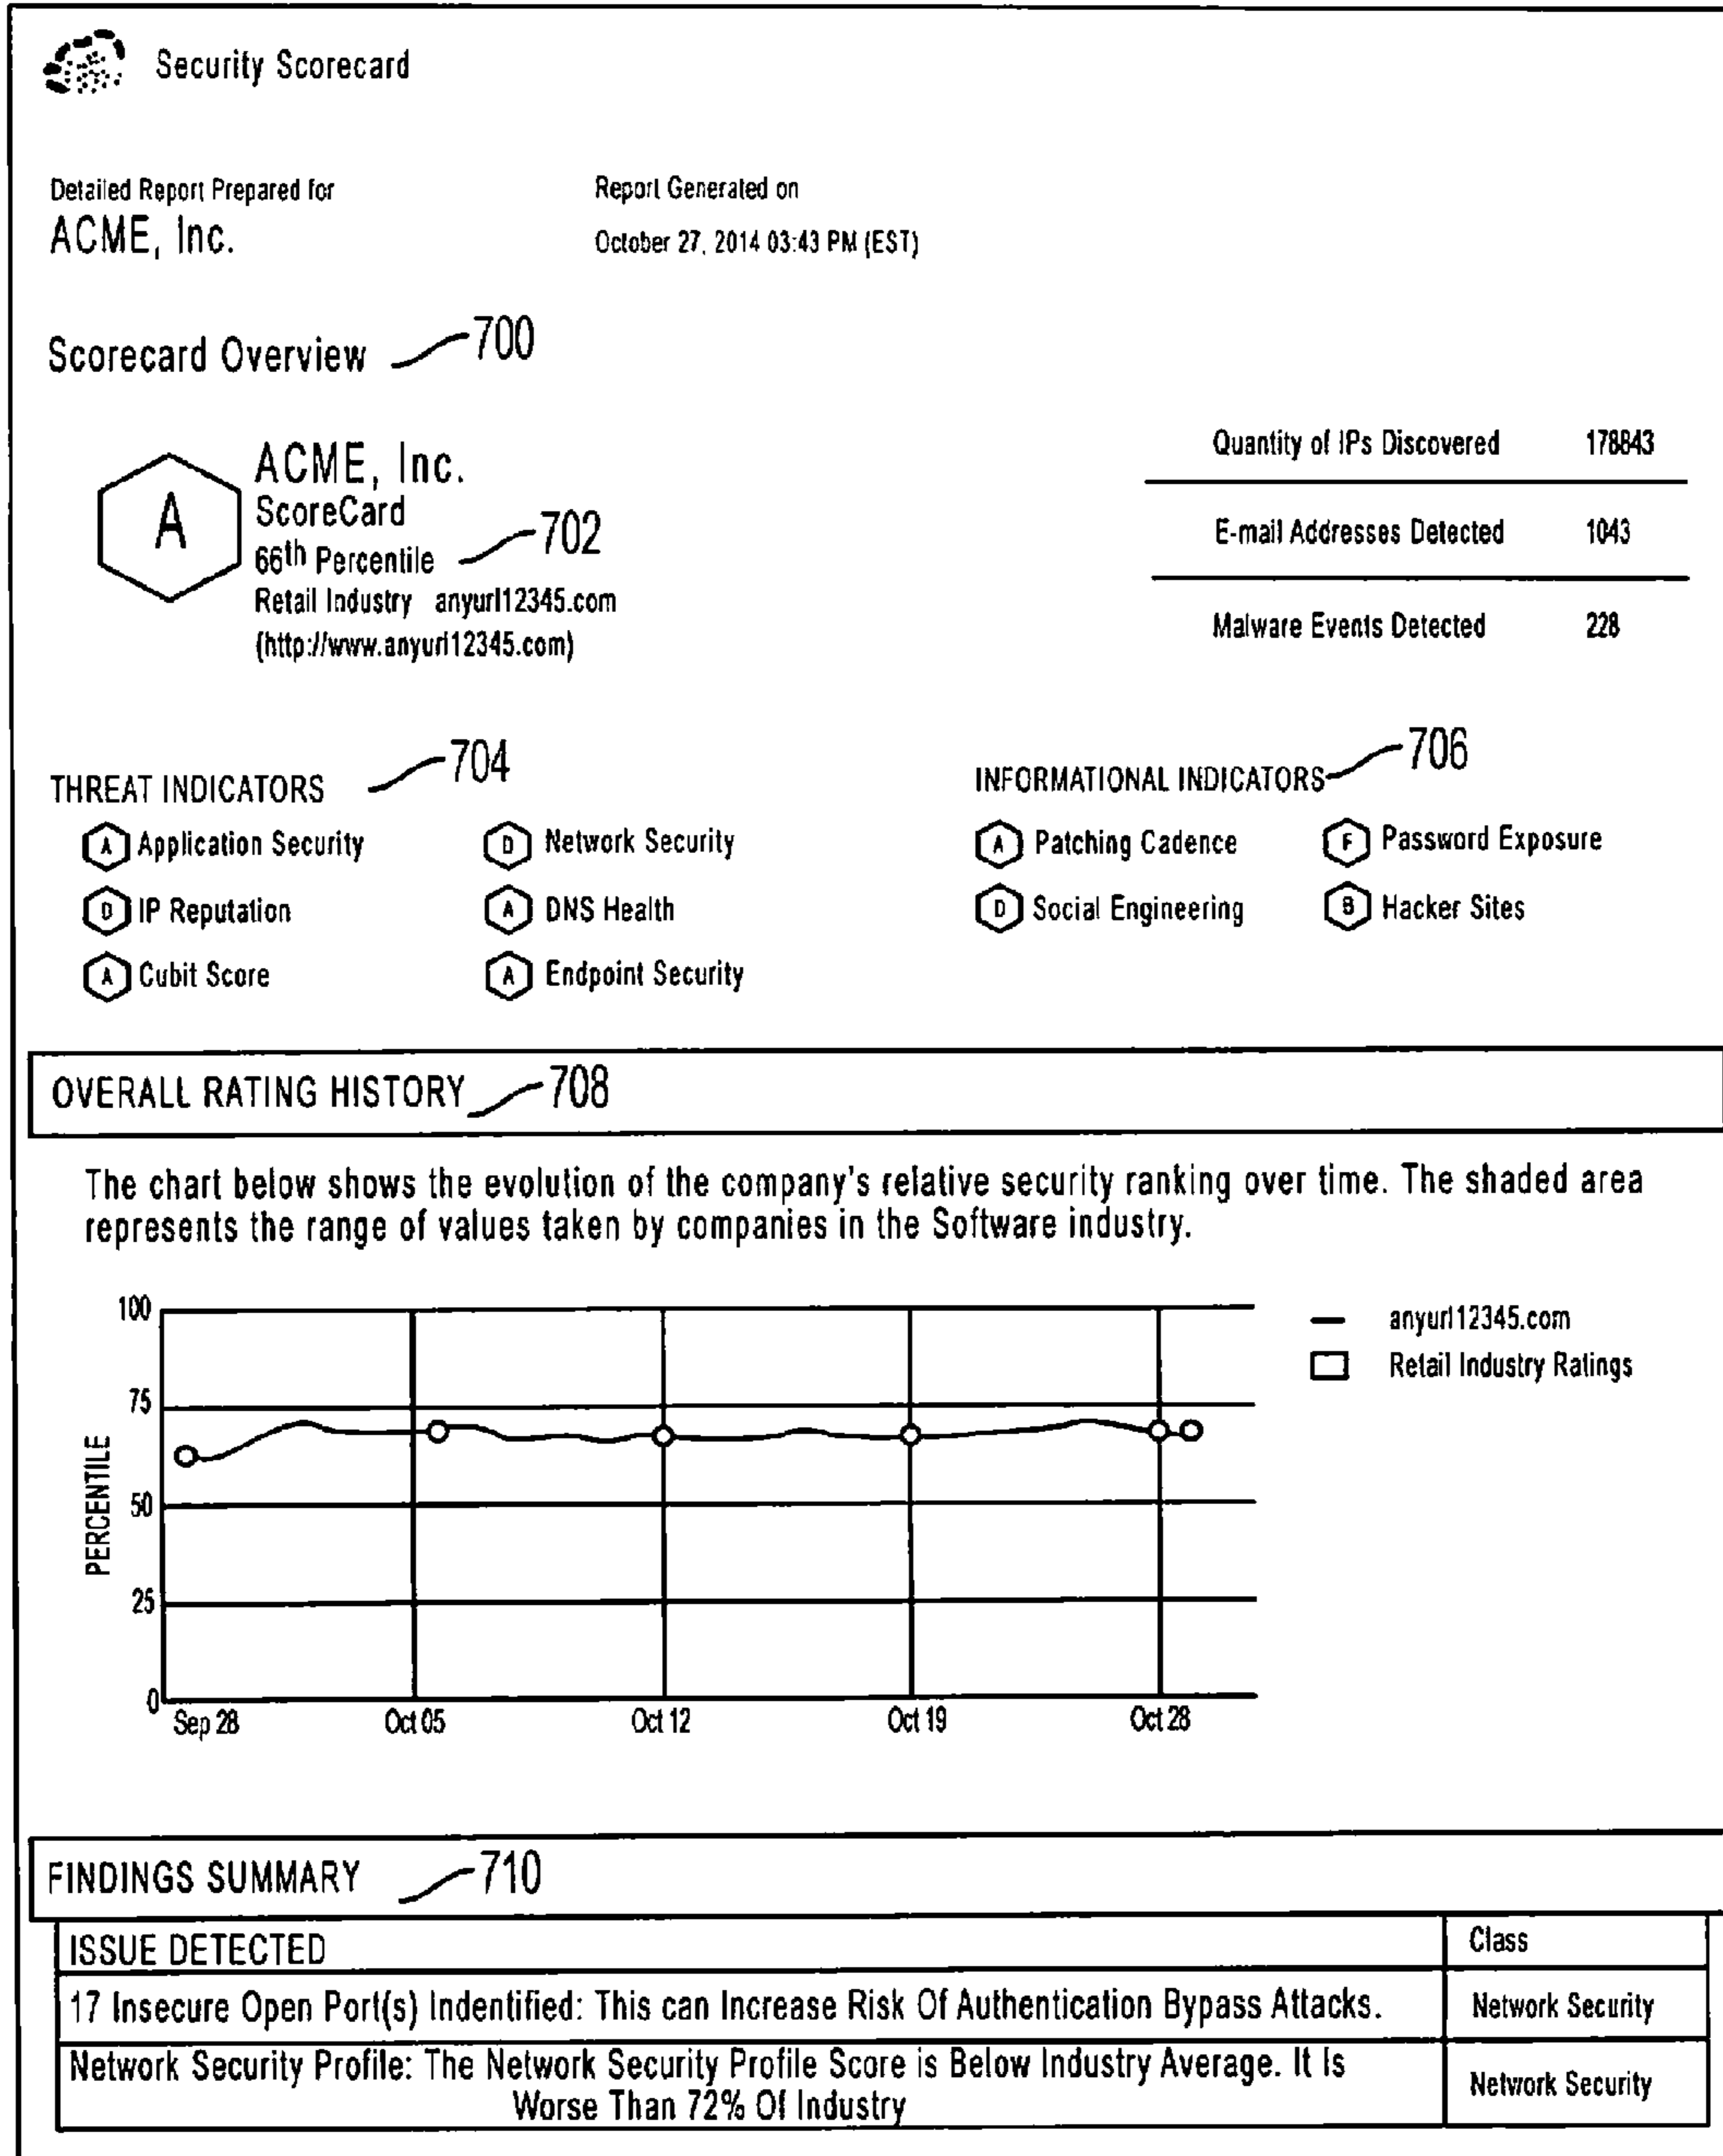 Security Scorecard
Detailed Report Prepared for
ACME, Inc.
Report Generated on
October 27, 2014 03:43 PM (EST)
Scorecard Overview 700
A
ACME, Inc.
ScoreCard
66th Percentile 702
Retail Industry anyurl12345.com
(http://www.anyurl12345.com)
Quantity of IPs Discovered 178843
E-mail Addresses Detected 1043
Malware Events Detected 228
THREAT INDICATORS 704
A Application Security
D Network Security
D IP Reputation
A DNS Health
A Cubit Score
A Endpoint Security
INFORMATIONAL INDICATORS 706
A Patching Cadence
F Password Exposure
D Social Engineering
B Hacker Sites
OVERALL RATING HISTORY 708
The chart below shows the evolution of the company's relative security ranking over time. The shaded area
represents the range of values taken by companies in the Software industry.
PERCENTILE
100
75
50
25
0
Sep 28 Oct 05 Oct 12 Oct 19 Oct 28
anyurl12345.com
Retail Industry Ratings
FINDINGS SUMMARY 710
ISSUE DETECTED Class
17 Insecure Open Port(s) Indentified: This can Increase Risk Of Authentication Bypass Attacks. Network Security
Network Security Profile: The Network Security Profile Score is Below Industry Average. It Is
Worse Than 72% Of Industry
Network Security